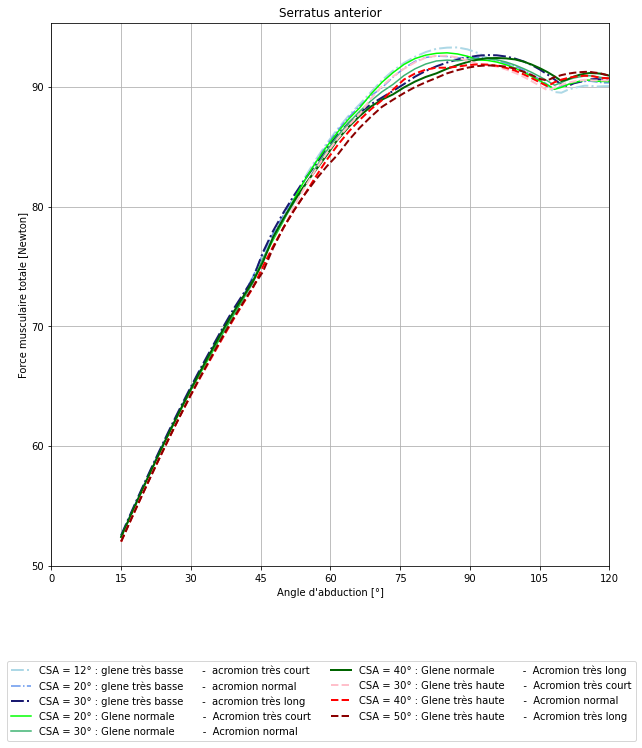 Serratus anterior
Force musculaire totale [Newton]
90
80
70
60
50
0 15 30 45 60 75 90 105 120
Angle d'abduction [°]
CSA = 12° : glene très basse - acromion très court
CSA = 20° : glene très basse - acromion normal
CSA = 30° : glene très basse - acromion très long
CSA = 20° : Glene normale - Acromion très court
CSA = 30° : Glene normale - Acromion normal
CSA = 40° : Glene normale - Acromion très long
CSA = 30° : Glene très haute - Acromion très court
CSA = 40° : Glene très haute - Acromion normal
CSA = 50° : Glene très haute - Acromion très long